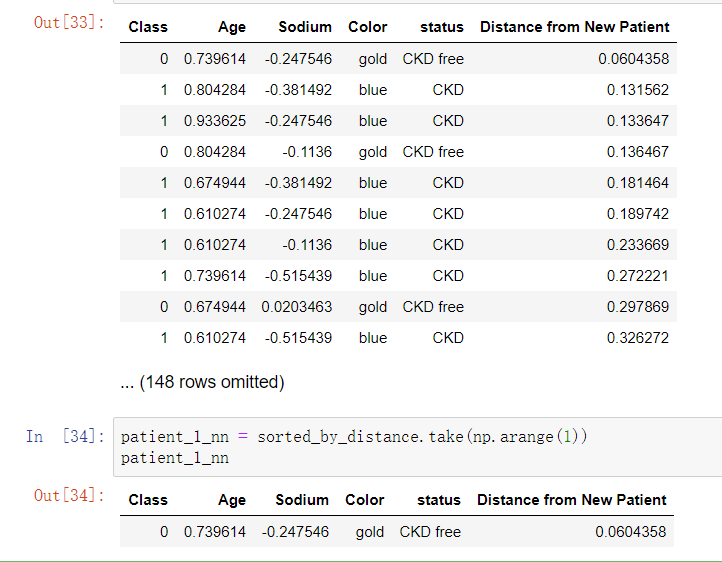 Out[33]:
Class Age Sodium Color status Distance from New Patient
0 0.739614 -0.247546 gold CKD free 0.0604358
1 0.804284 -0.381492 blue CKD 0.131562
1 0.933625 -0.247546 blue CKD 0.133647
0 0.804284 -0.1136 gold CKD free 0.136467
1 0.674944 -0.381492 blue CKD 0.181464
1 0.610274 -0.247546 blue CKD 0.189742
1 0.610274 -0.1136 blue CKD 0.233669
1 0.739614 -0.515439 blue CKD 0.272221
0 0.674944 0.0203463 gold CKD free 0.297869
1 0.610274 -0.515439 blue CKD 0.326272
... (148 rows omitted)
In [34]: patient_1_nn = sorted_by_distance.take(np.arange(1))
patient_1_nn
Out[34]:
Class Age Sodium Color status Distance from New Patient
0 0.739614 -0.247546 gold CKD free 0.0604358